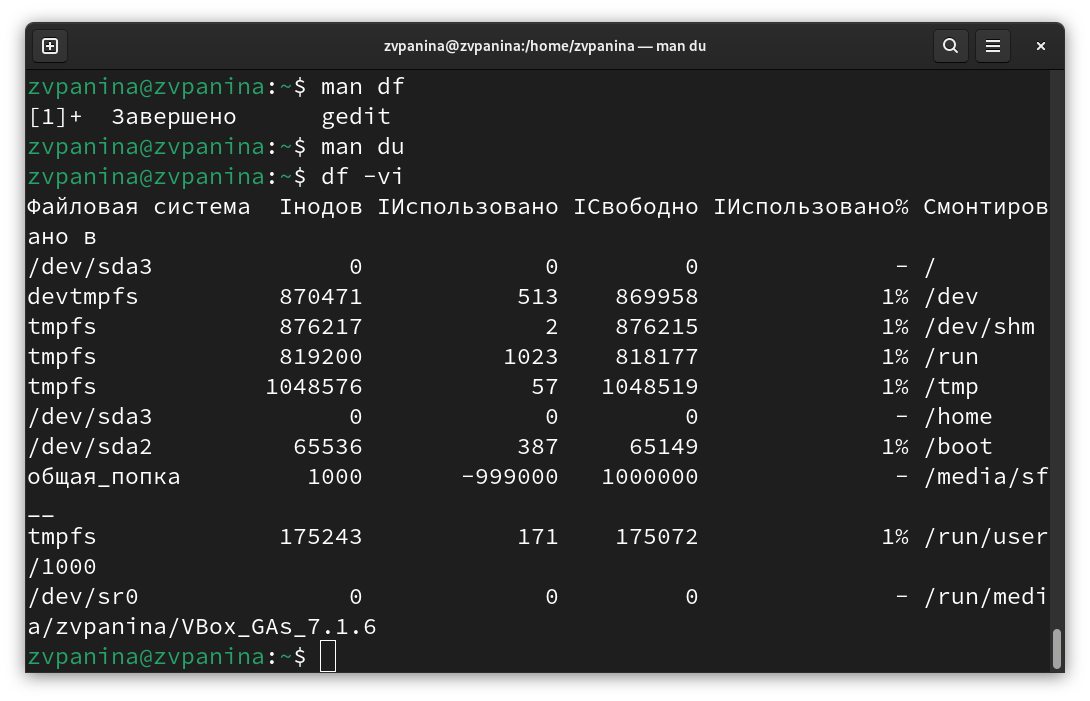 zvpanina@zvpanina:/home/zvpanina — man du
zvpanina@zvpanina:~$ man df
[1]+  Завершено      gedit
zvpanina@zvpanina:~$ man du
zvpanina@zvpanina:~$ df -vi
Файловая система  Iнодов IИспользовано IСвободно IИспользовано% Смонтиров
ано в
/dev/sda3              0             0         0              - /
devtmpfs          870471           513    869958             1% /dev
tmpfs             876217             2    876215             1% /dev/shm
tmpfs             819200          1023    818177             1% /run
tmpfs            1048576            57   1048519             1% /tmp
/dev/sda3              0             0         0              - /home
/dev/sda2          65536           387     65149             1% /boot
общая_попка         1000       -999000   1000000              - /media/sf
__
tmpfs             175243           171    175072             1% /run/user
/1000
/dev/sr0               0             0         0              - /run/medi
a/zvpanina/VBox_GAs_7.1.6
zvpanina@zvpanina:~$